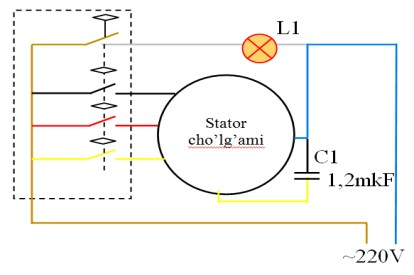 L1
Stator
cho'lg'ami
C1
1,2mkF
~220V